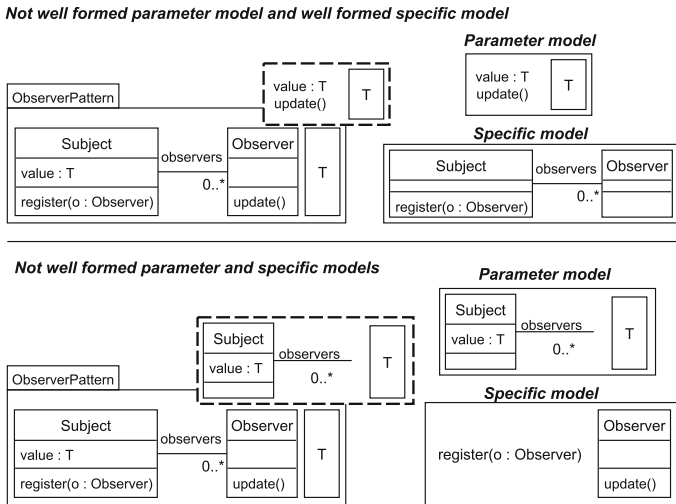 Not well formed parameter model and well formed specific model
ObserverPattern
value : T
update()
T
Subject
value : T
register(o : Observer)
observers
0..*
Observer
update()
T
Parameter model
value : T
update()
T
Specific model
Subject
register(o : Observer)
observers
0..*
Observer
Not well formed parameter and specific models
ObserverPattern
Subject
value : T
observers
0..*
T
Subject
value : T
register(o : Observer)
observers
0..*
Observer
update()
T
Parameter model
Subject
value : T
observers
0..*
T
Specific model
register(o : Observer)
Observer
update()